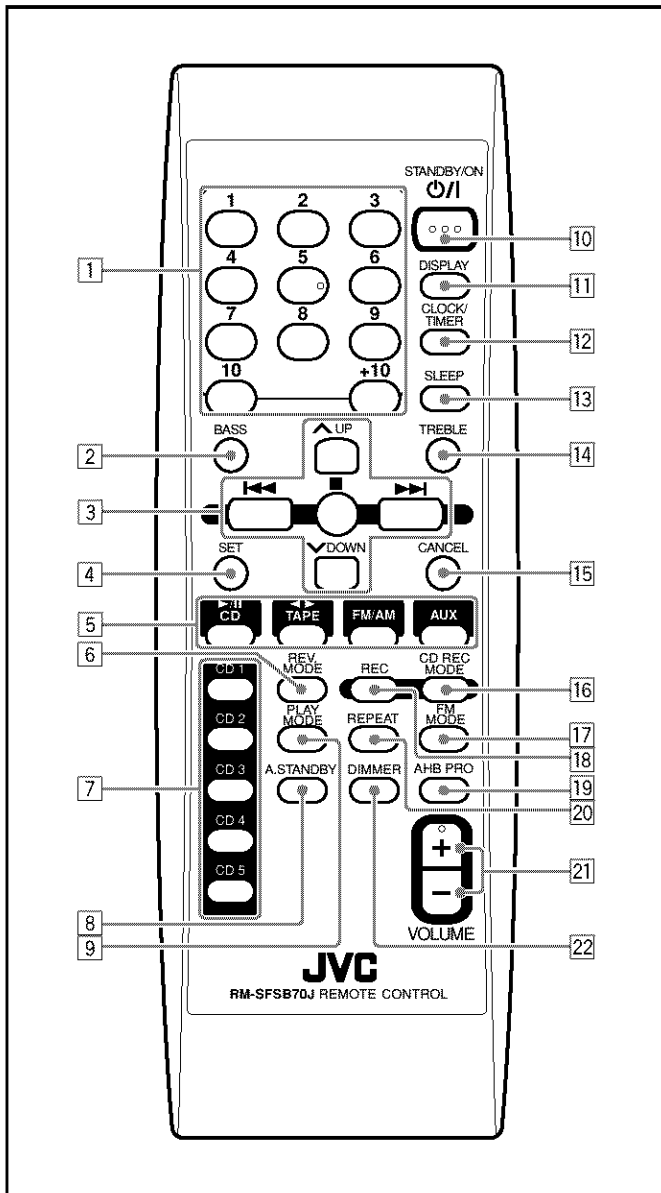 STANDBY/ON
⏻/I
1 2 3
1
10
4 5 6
DISPLAY
11
7 8 9
CLOCK/
TIMER
12
10 +10
SLEEP
13
BASS
UP
TREBLE
2
14
3
SET
DOWN
CANCEL
4
15
CD
TAPE
FM/AM
AUX
5
6
REV.
MODE
REC
CD REC
MODE
16
CD 1
PLAY
MODE
REPEAT
FM
MODE
17
18
CD 2
7
CD 3
A.STANDBY
DIMMER
AHB PRO
19
20
CD 4
+
21
CD 5
–
8
VOLUME
9
22
JVC
RM-SFSB70J REMOTE CONTROL